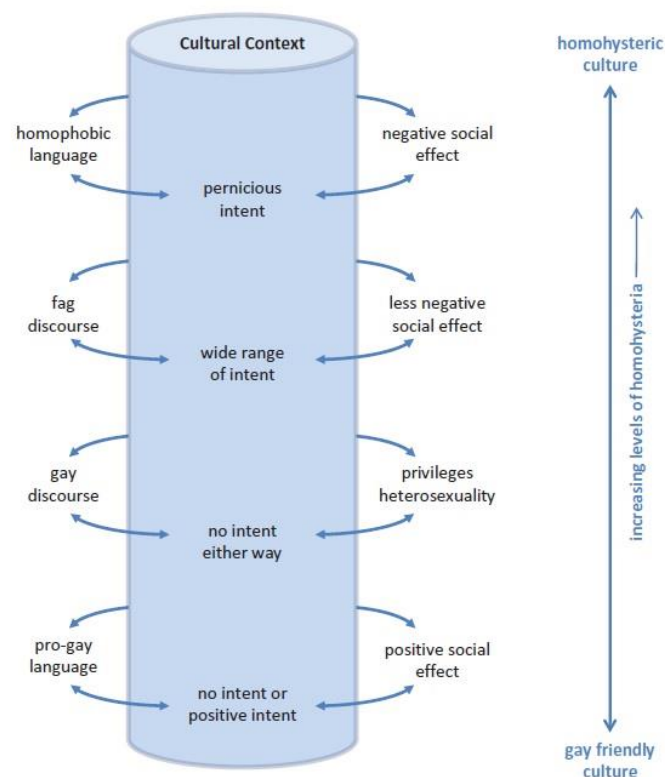 Cultural Context
homohysteric
culture
homophobic
language
negative social
effect
pernicious
intent
fag
discourse
less negative
social effect
wide range
of intent
gay
discourse
privileges
heterosexuality
no intent
either way
pro-gay
language
positive social
effect
no intent or
positive intent
increasing levels of homohysteria
gay friendly
culture